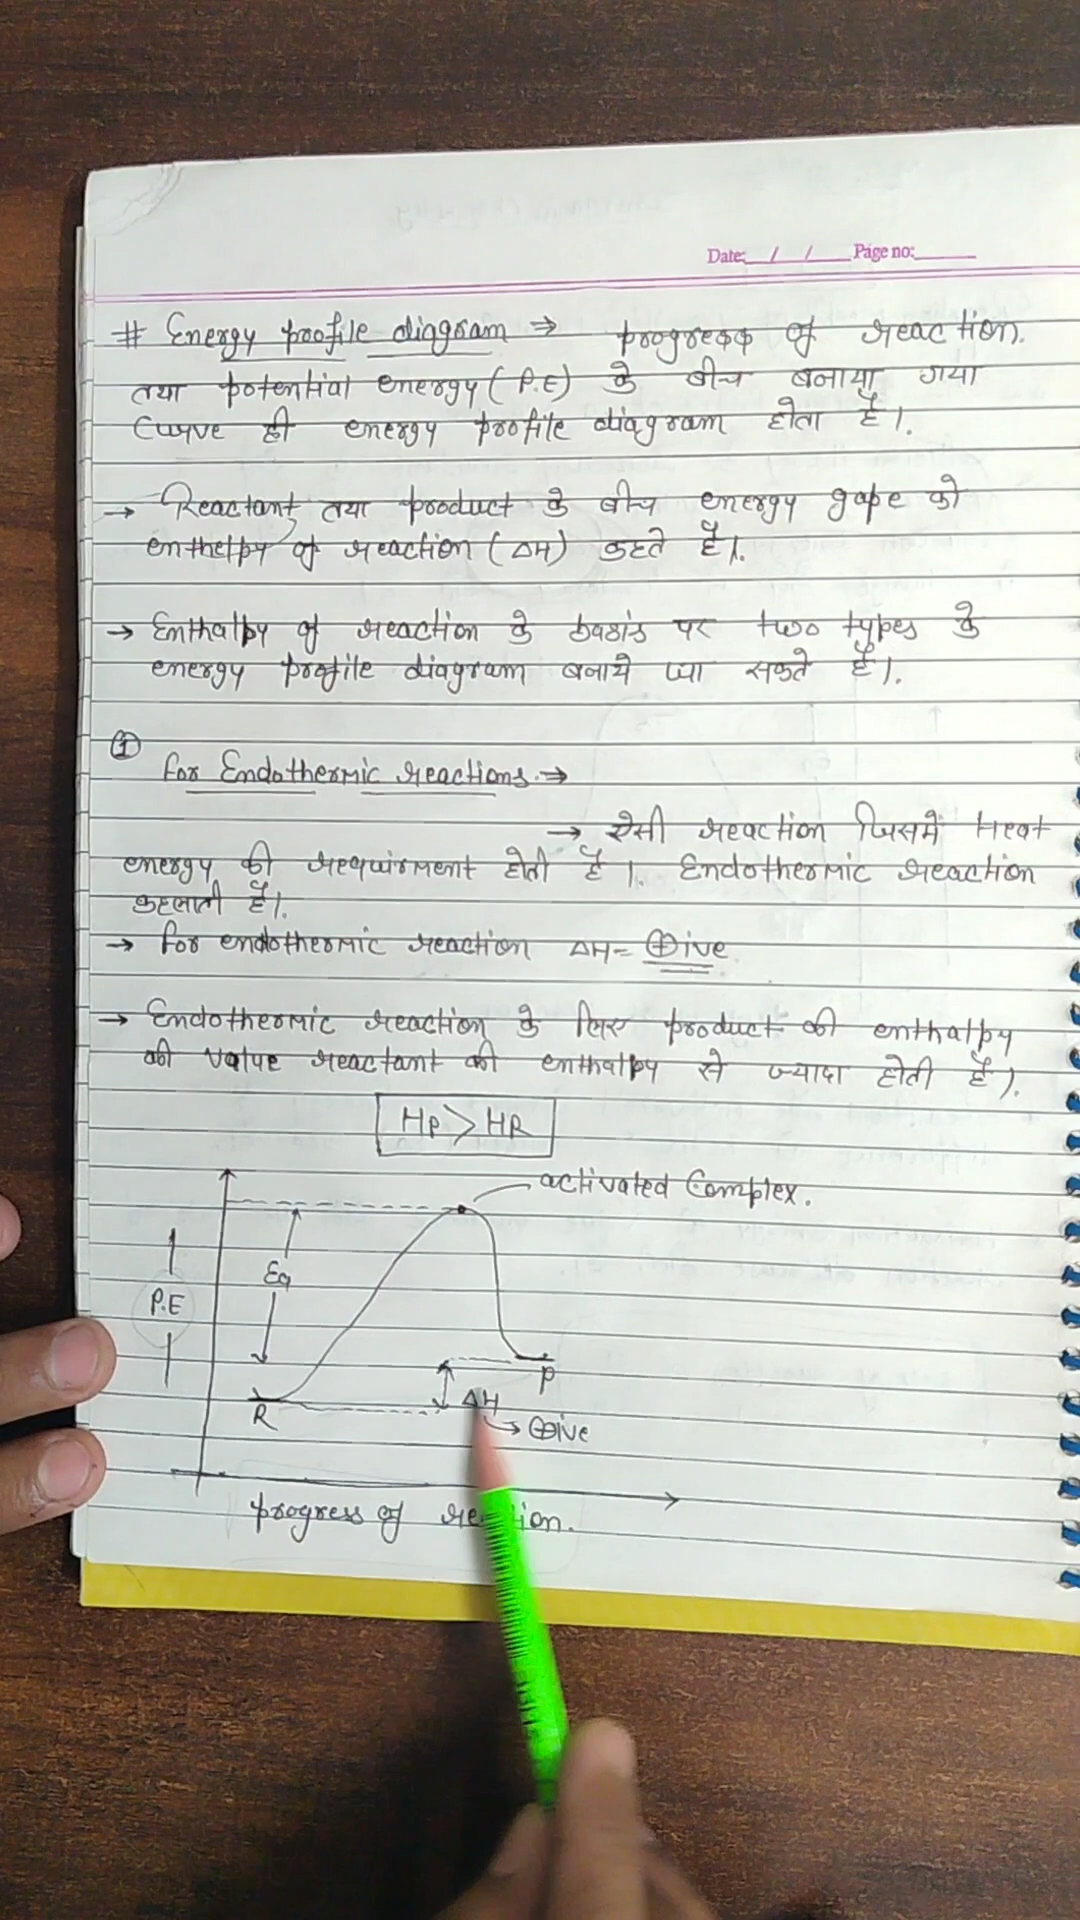 Date: / / Page no:
# Energy profile diagram ⇒ progress of reaction.
तथा potential energy (P.E) के बीच बनाया गया
Curve ही energy profile diagram होता है।.
→ Reactant तथा product के बीच energy gape को
enthelpy of reaction (ΔH) कहते है।.
→ Enthalpy of reaction के basis पर two types के
energy profile diagram बनाये जा सकते है।.
① for Endothermic reactions. ⇒
→ ऐसी reaction जिसमें Heat
energy की requirment होती है ।. Endothermic reaction
कहलाती है।.
→ for endothermic reaction ΔH = ⊕ive
→ Endothermic reaction के लिए product की enthalpy
की value reactant की enthalpy से ज्यादा होती है ).
HP > HR
activated Complex.
Ea
P.E
P
ΔH
R
→ ⊕ive
progress of reaction.